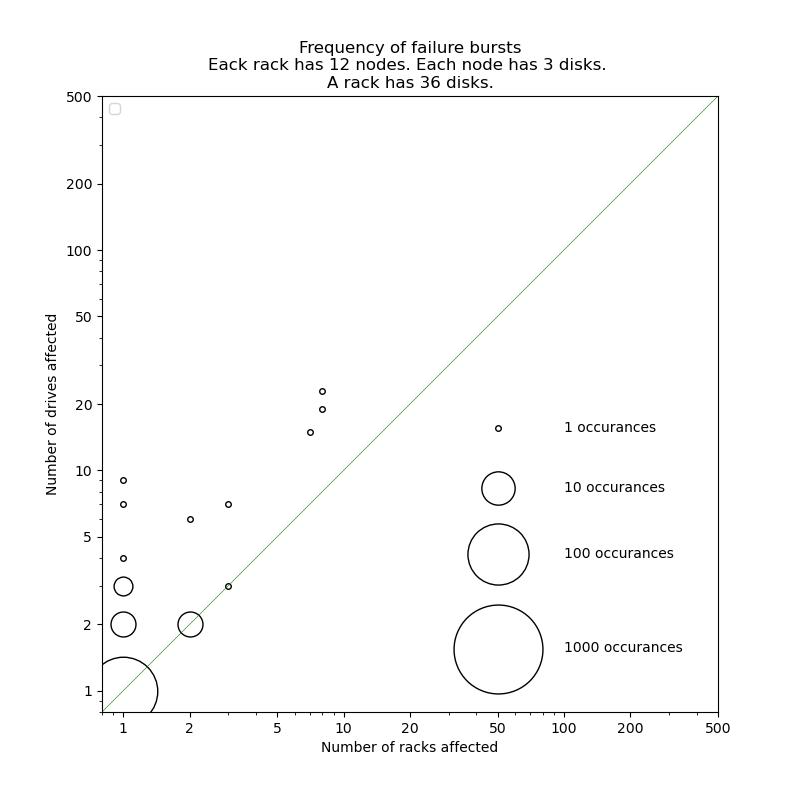 Frequency of failure bursts
Eack rack has 12 nodes. Each node has 3 disks.
A rack has 36 disks.
500
200
100
50
20
10
5
2
1
Number of drives affected
1 occurances
10 occurances
100 occurances
1000 occurances
1 2 5 10 20 50 100 200 500
Number of racks affected